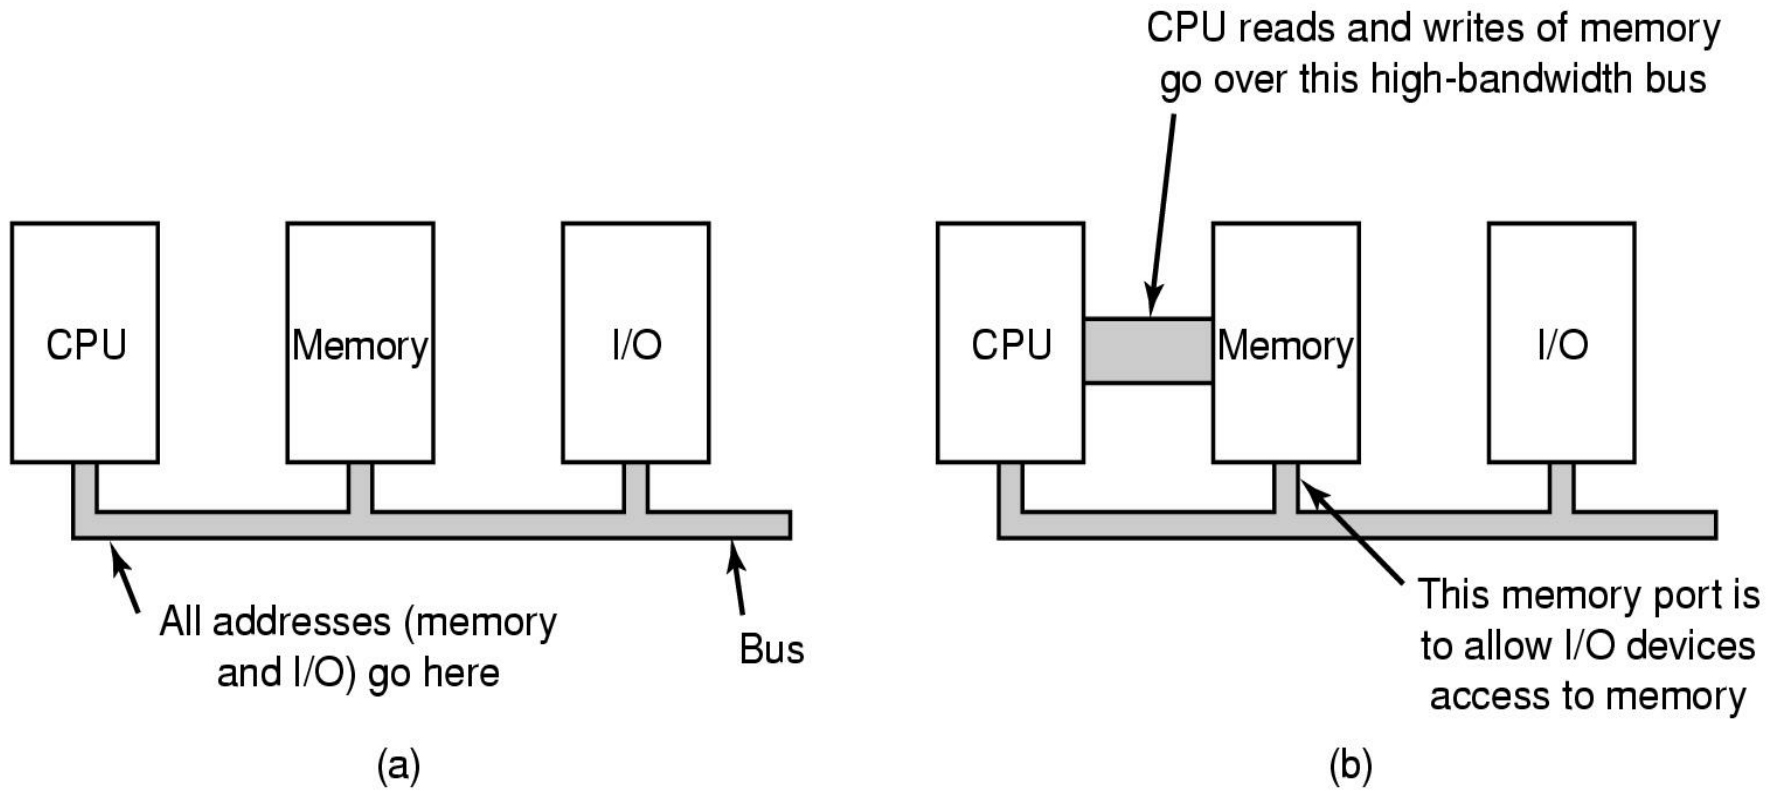 CPU reads and writes of memory
go over this high-bandwidth bus
CPU
Memory
I/O
CPU
Memory
I/O
All addresses (memory
and I/O) go here
Bus
This memory port is
to allow I/O devices
access to memory
(a)
(b)